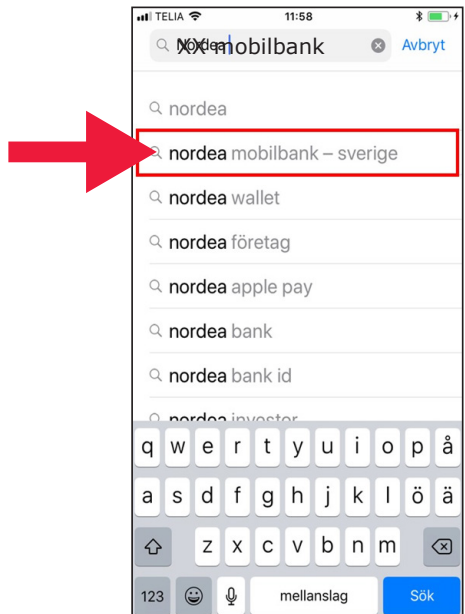 TELIA 11:58
Nordea XX mobilbank Avbryt
nordea
nordea mobilbank – sverige
nordea wallet
nordea företag
nordea apple pay
nordea bank
nordea bank id
nordea investor
q w e r t y u i o p å
a s d f g h j k l ö ä
z x c v b n m
123 mellanslag Sök